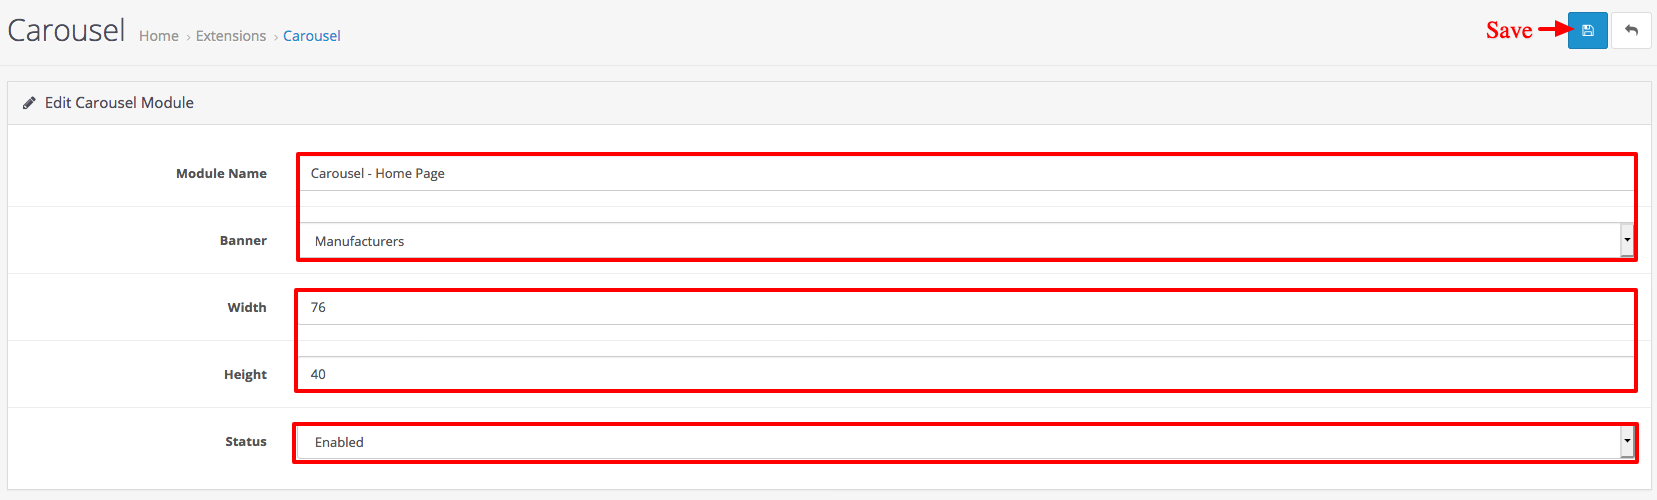 Carousel Home › Extensions › Carousel Save
Edit Carousel Module
Module Name Carousel - Home Page
Banner Manufacturers
Width 76
Height 40
Status Enabled